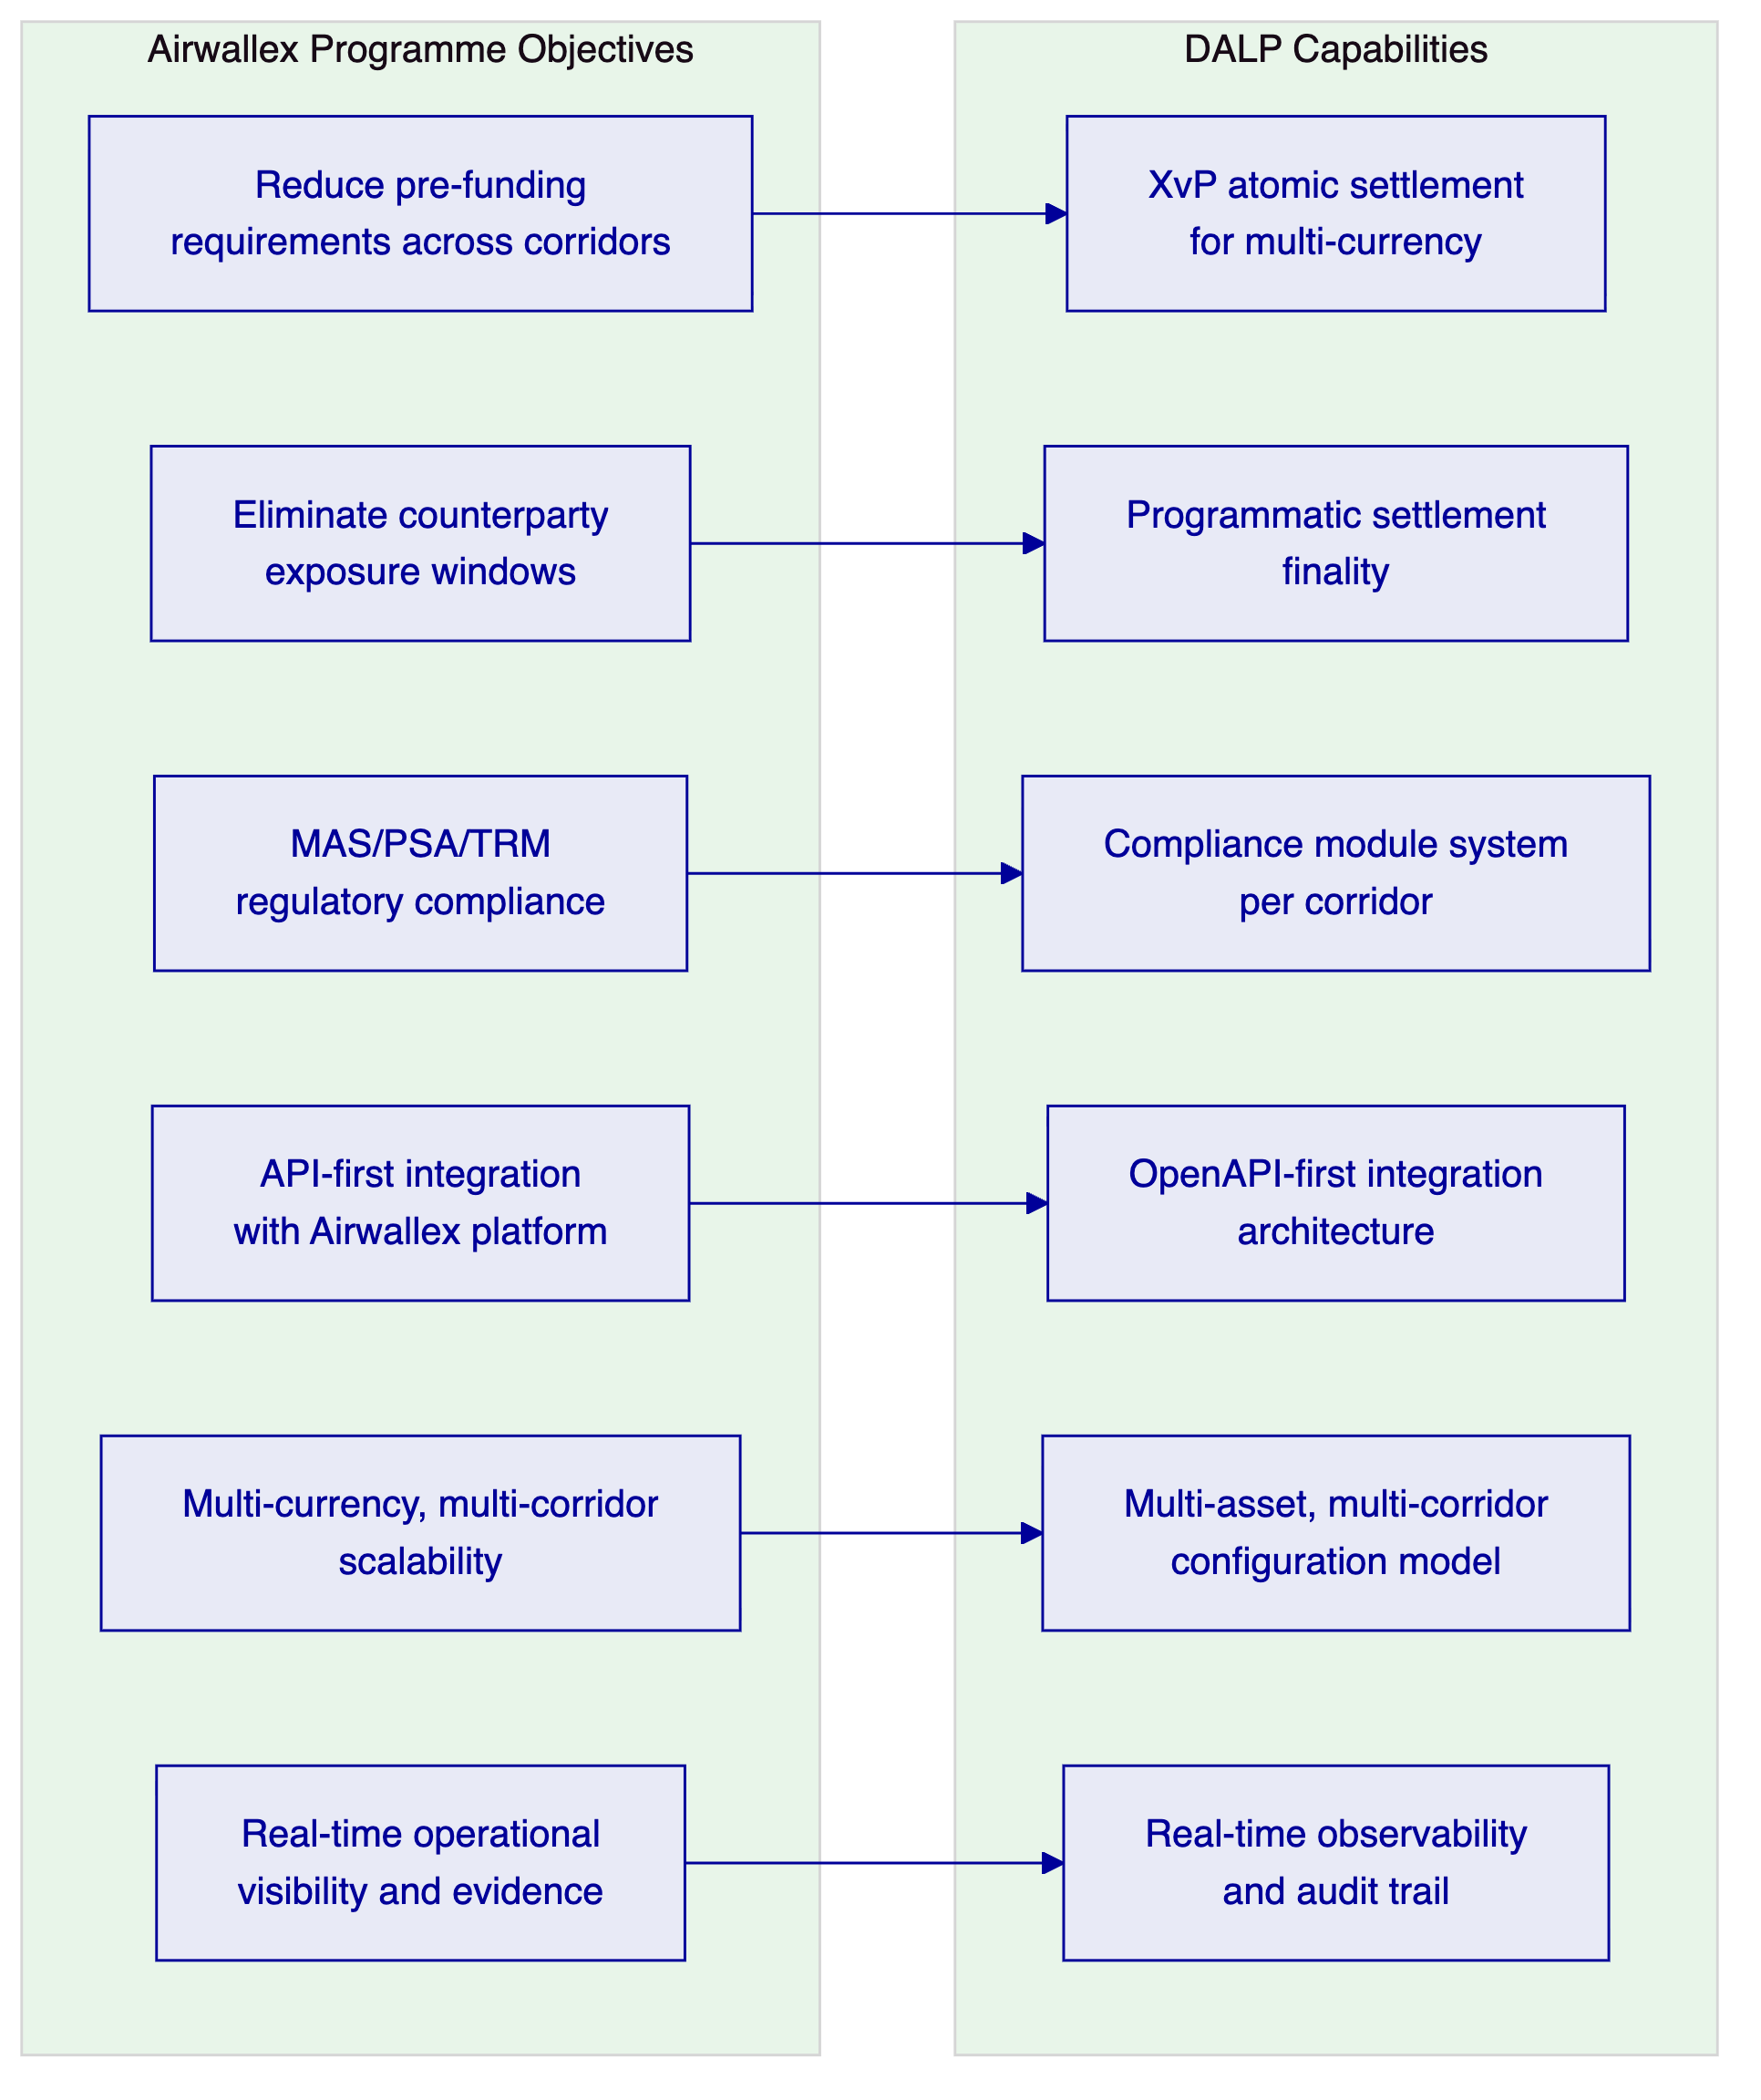 Airwallex Programme Objectives
Reduce pre-funding
requirements across corridors
Eliminate counterparty
exposure windows
MAS/PSA/TRM
regulatory compliance
API-first integration
with Airwallex platform
Multi-currency, multi-corridor
scalability
Real-time operational
visibility and evidence
DALP Capabilities
XvP atomic settlement
for multi-currency
Programmatic settlement
finality
Compliance module system
per corridor
OpenAPI-first integration
architecture
Multi-asset, multi-corridor
configuration model
Real-time observability
and audit trail